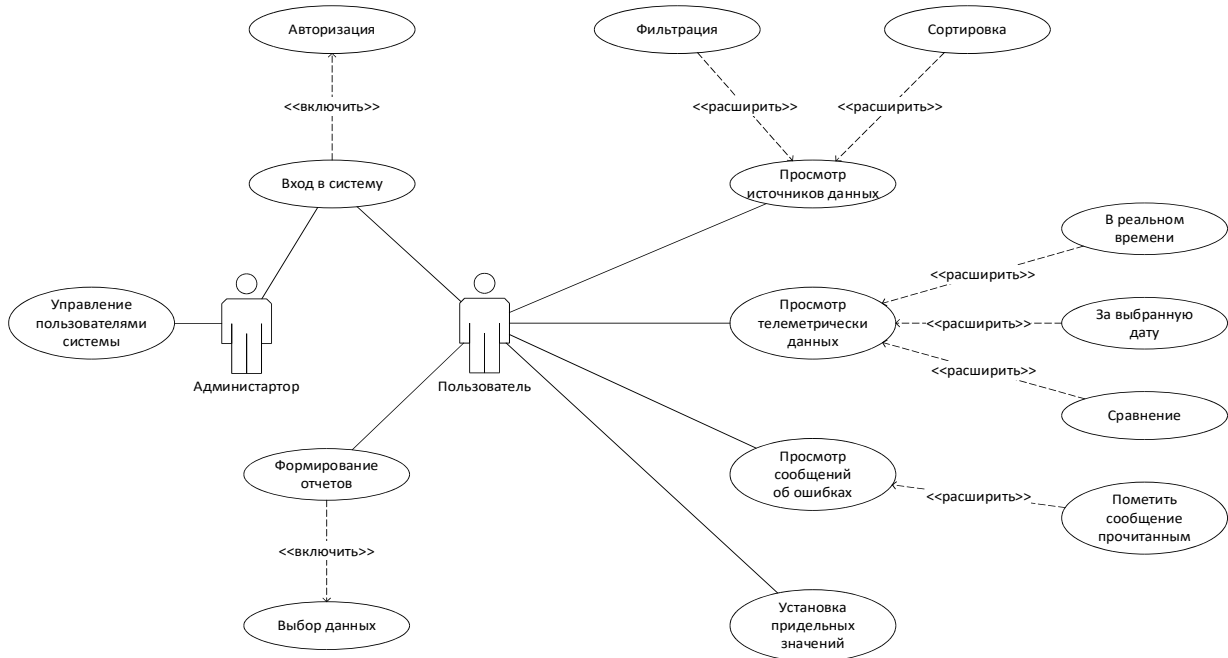 Авторизация
Фильтрация
Сортировка
<<включить>>
<<расширить>>
<<расширить>>
Вход в систему
Просмотр
источников данных
В реальном
времени
<<расширить>>
Управление
пользователями
системы
Администартор
Пользователь
Просмотр
телеметрически
данных
<<расширить>>
За выбранную
дату
<<расширить>>
Сравнение
Формирование
отчетов
Просмотр
сообщений
об ошибках
<<расширить>>
Пометить
сообщение
прочитанным
<<включить>>
Выбор данных
Установка
придельных
значений